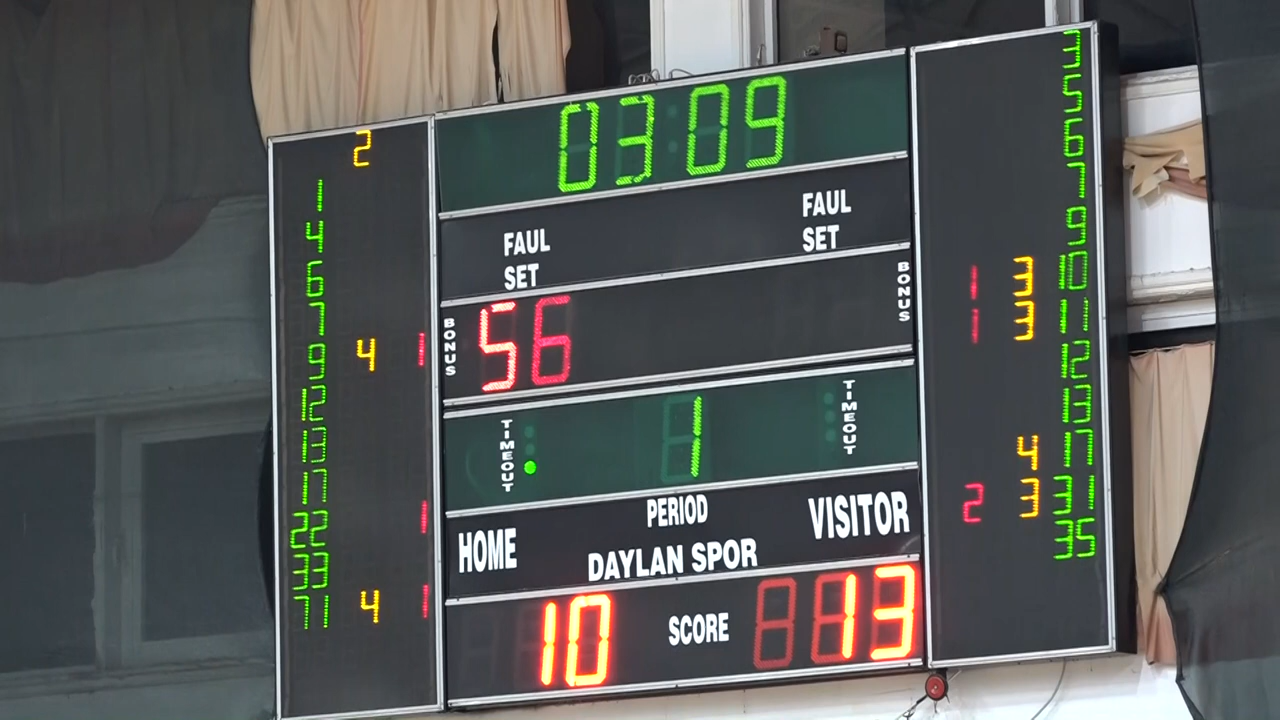 2
1
4
6
7
9 4 1
12
13
17
22 1
33
71 4 1
03:09
FAUL SET
FAUL SET
BONUS
56
BONUS
TIMEOUT
1
TIMEOUT
PERIOD
HOME
VISITOR
DAYLAN SPOR
10
SCORE
13
3
5
6
7
9
1 3 10
1 3 11
12
13
4 17
2 3 31
35